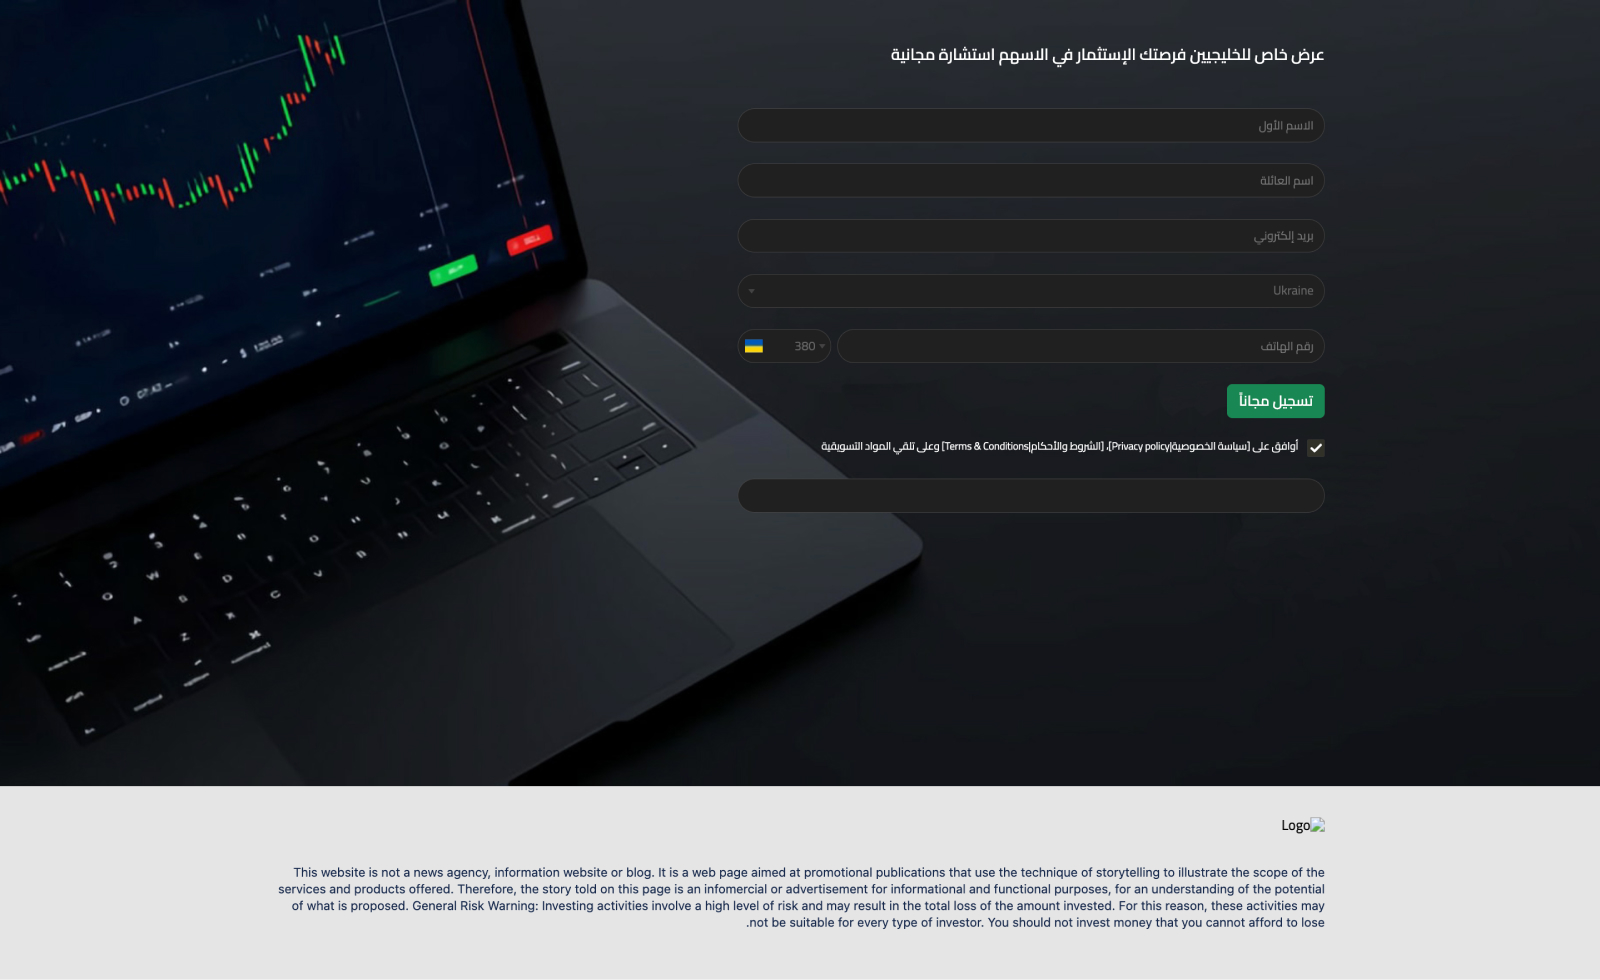 عرض خاص للخليجيين فرصتك الإستثمار في الاسهم استشارة مجانية
الاسم الأول
اسم العائلة
بريد إلكتروني
Ukraine
رقم الهاتف
380
تسجيل مجاناً
أوافق على [سياسة الخصوصية|Privacy policy]، [الشروط والأحكام|Terms & Conditions] وعلى تلقي المواد التسويقية
Logo
This website is not a news agency, information website or blog. It is a web page aimed at promotional publications that use the technique of storytelling to illustrate the scope of the
services and products offered. Therefore, the story told on this page is an infomercial or advertisement for informational and functional purposes, for an understanding of the potential
of what is proposed. General Risk Warning: Investing activities involve a high level of risk and may result in the total loss of the amount invested. For this reason, these activities may
.not be suitable for every type of investor. You should not invest money that you cannot afford to lose